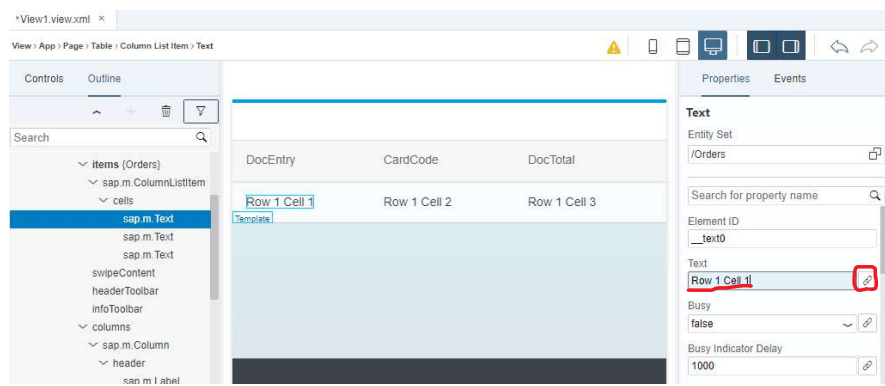 *View1.view.xml ×
View › App › Page › Table › Column List Item › Text
Controls Outline
Search
items {Orders}
sap.m.ColumnListItem
cells
sap.m.Text
sap.m.Text
sap.m.Text
swipeContent
headerToolbar
infoToolbar
columns
sap.m.Column
header
sap.m.Label
DocEntry CardCode DocTotal
Row 1 Cell 1 Row 1 Cell 2 Row 1 Cell 3
Template
Properties Events
Text
Entity Set
/Orders
Search for property name
Element ID
__text0
Text
Row 1 Cell 1
Busy
false
Busy Indicator Delay
1000